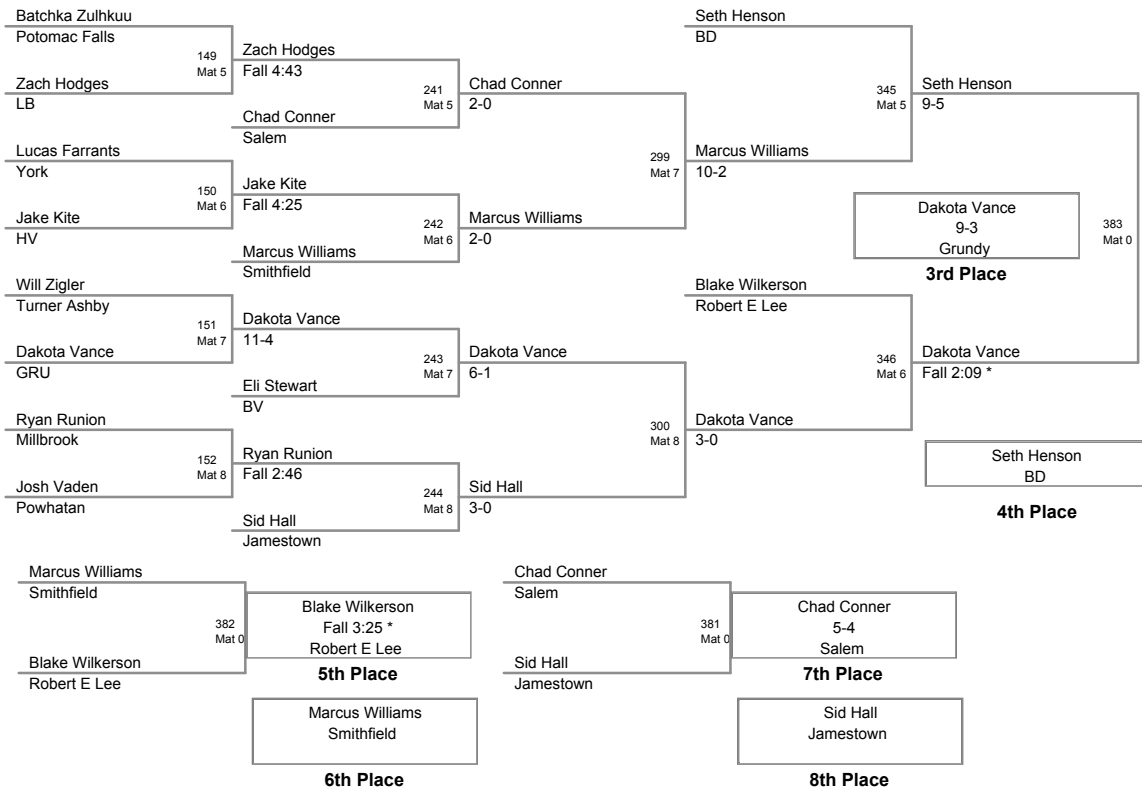 Batchka Zulhkuu
Potomac Falls
149
Mat 5
Zach Hodges
LB
Zach Hodges
Fall 4:43
241
Mat 5
Chad Conner
Salem
Lucas Farrants
York
150
Mat 6
Jake Kite
HV
Jake Kite
Fall 4:25
242
Mat 6
Marcus Williams
Smithfield
Will Zigler
Turner Ashby
151
Mat 7
Dakota Vance
GRU
Dakota Vance
11-4
243
Mat 7
Eli Stewart
BV
Ryan Runion
Millbrook
152
Mat 8
Josh Vaden
Powhatan
Ryan Runion
Fall 2:46
244
Mat 8
Sid Hall
Jamestown
Chad Conner
2-0
299
Mat 7
Marcus Williams
2-0
Dakota Vance
6-1
300
Mat 8
Sid Hall
3-0
Seth Henson
BD
345
Mat 5
Marcus Williams
10-2
Blake Wilkerson
Robert E Lee
346
Mat 6
Dakota Vance
3-0
Seth Henson
9-5
383
Mat 0
Dakota Vance
Fall 2:09 *
Dakota Vance
9-3
Grundy
3rd Place
Seth Henson
BD
4th Place
Marcus Williams
Smithfield
382
Mat 0
Blake Wilkerson
Robert E Lee
Blake Wilkerson
Fall 3:25 *
Robert E Lee
5th Place
Marcus Williams
Smithfield
6th Place
Chad Conner
Salem
381
Mat 0
Sid Hall
Jamestown
Chad Conner
5-4
Salem
7th Place
Sid Hall
Jamestown
8th Place